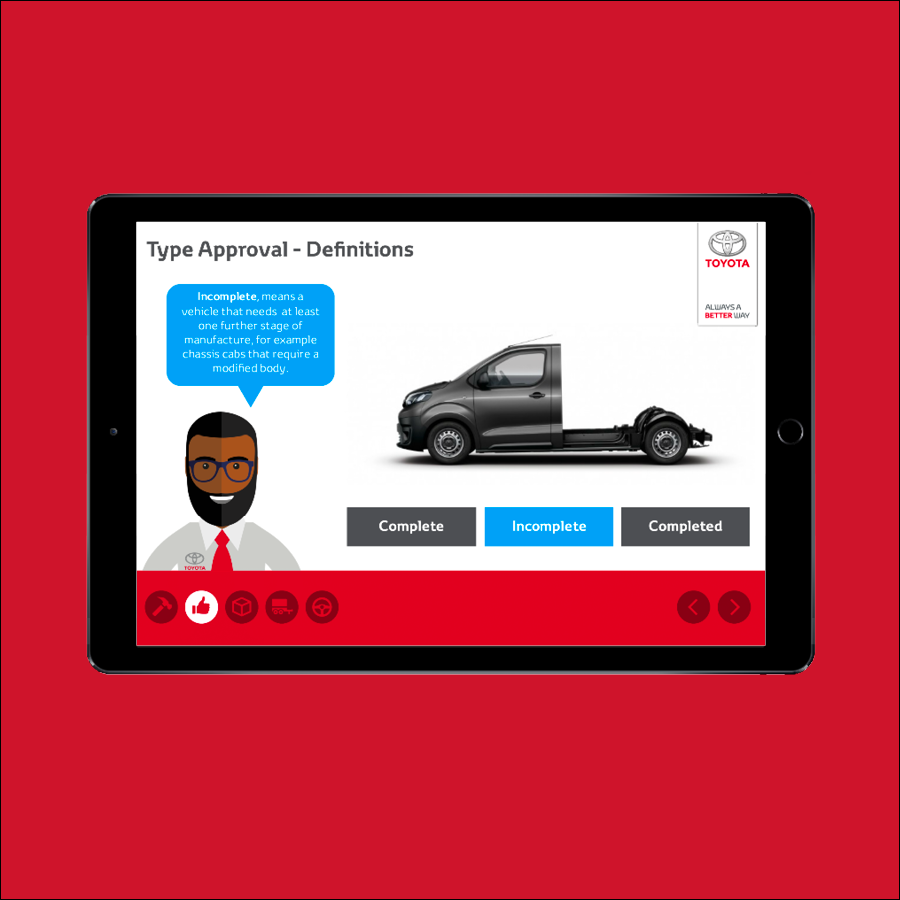 Type Approval - Definitions
TOYOTA
ALWAYS A
BETTER WAY
Incomplete, means a
vehicle that needs at least
one further stage of
manufacture, for example
chassis cabs that require a
modified body.
TOYOTA
Complete
Incomplete
Completed